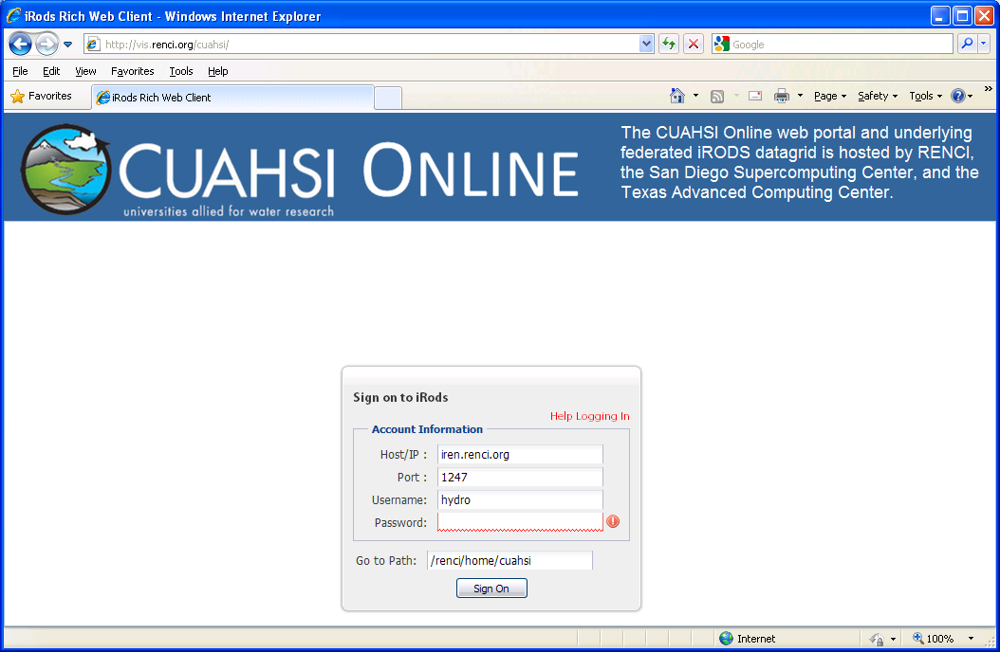 iRods Rich Web Client - Windows Internet Explorer
http://vis.renci.org/cuahsi/
Google
File Edit View Favorites Tools Help
Favorites
iRods Rich Web Client
Page Safety Tools
»
CUAHSI ONLINE
universities allied for water research
The CUAHSI Online web portal and underlying
federated iRODS datagrid is hosted by RENCI,
the San Diego Supercomputing Center, and the
Texas Advanced Computing Center.
Sign on to iRods
Help Logging In
Account Information
Host/IP : iren.renci.org
Port : 1247
Username: hydro
Password:
Go to Path: /renci/home/cuahsi
Sign On
Internet
100%